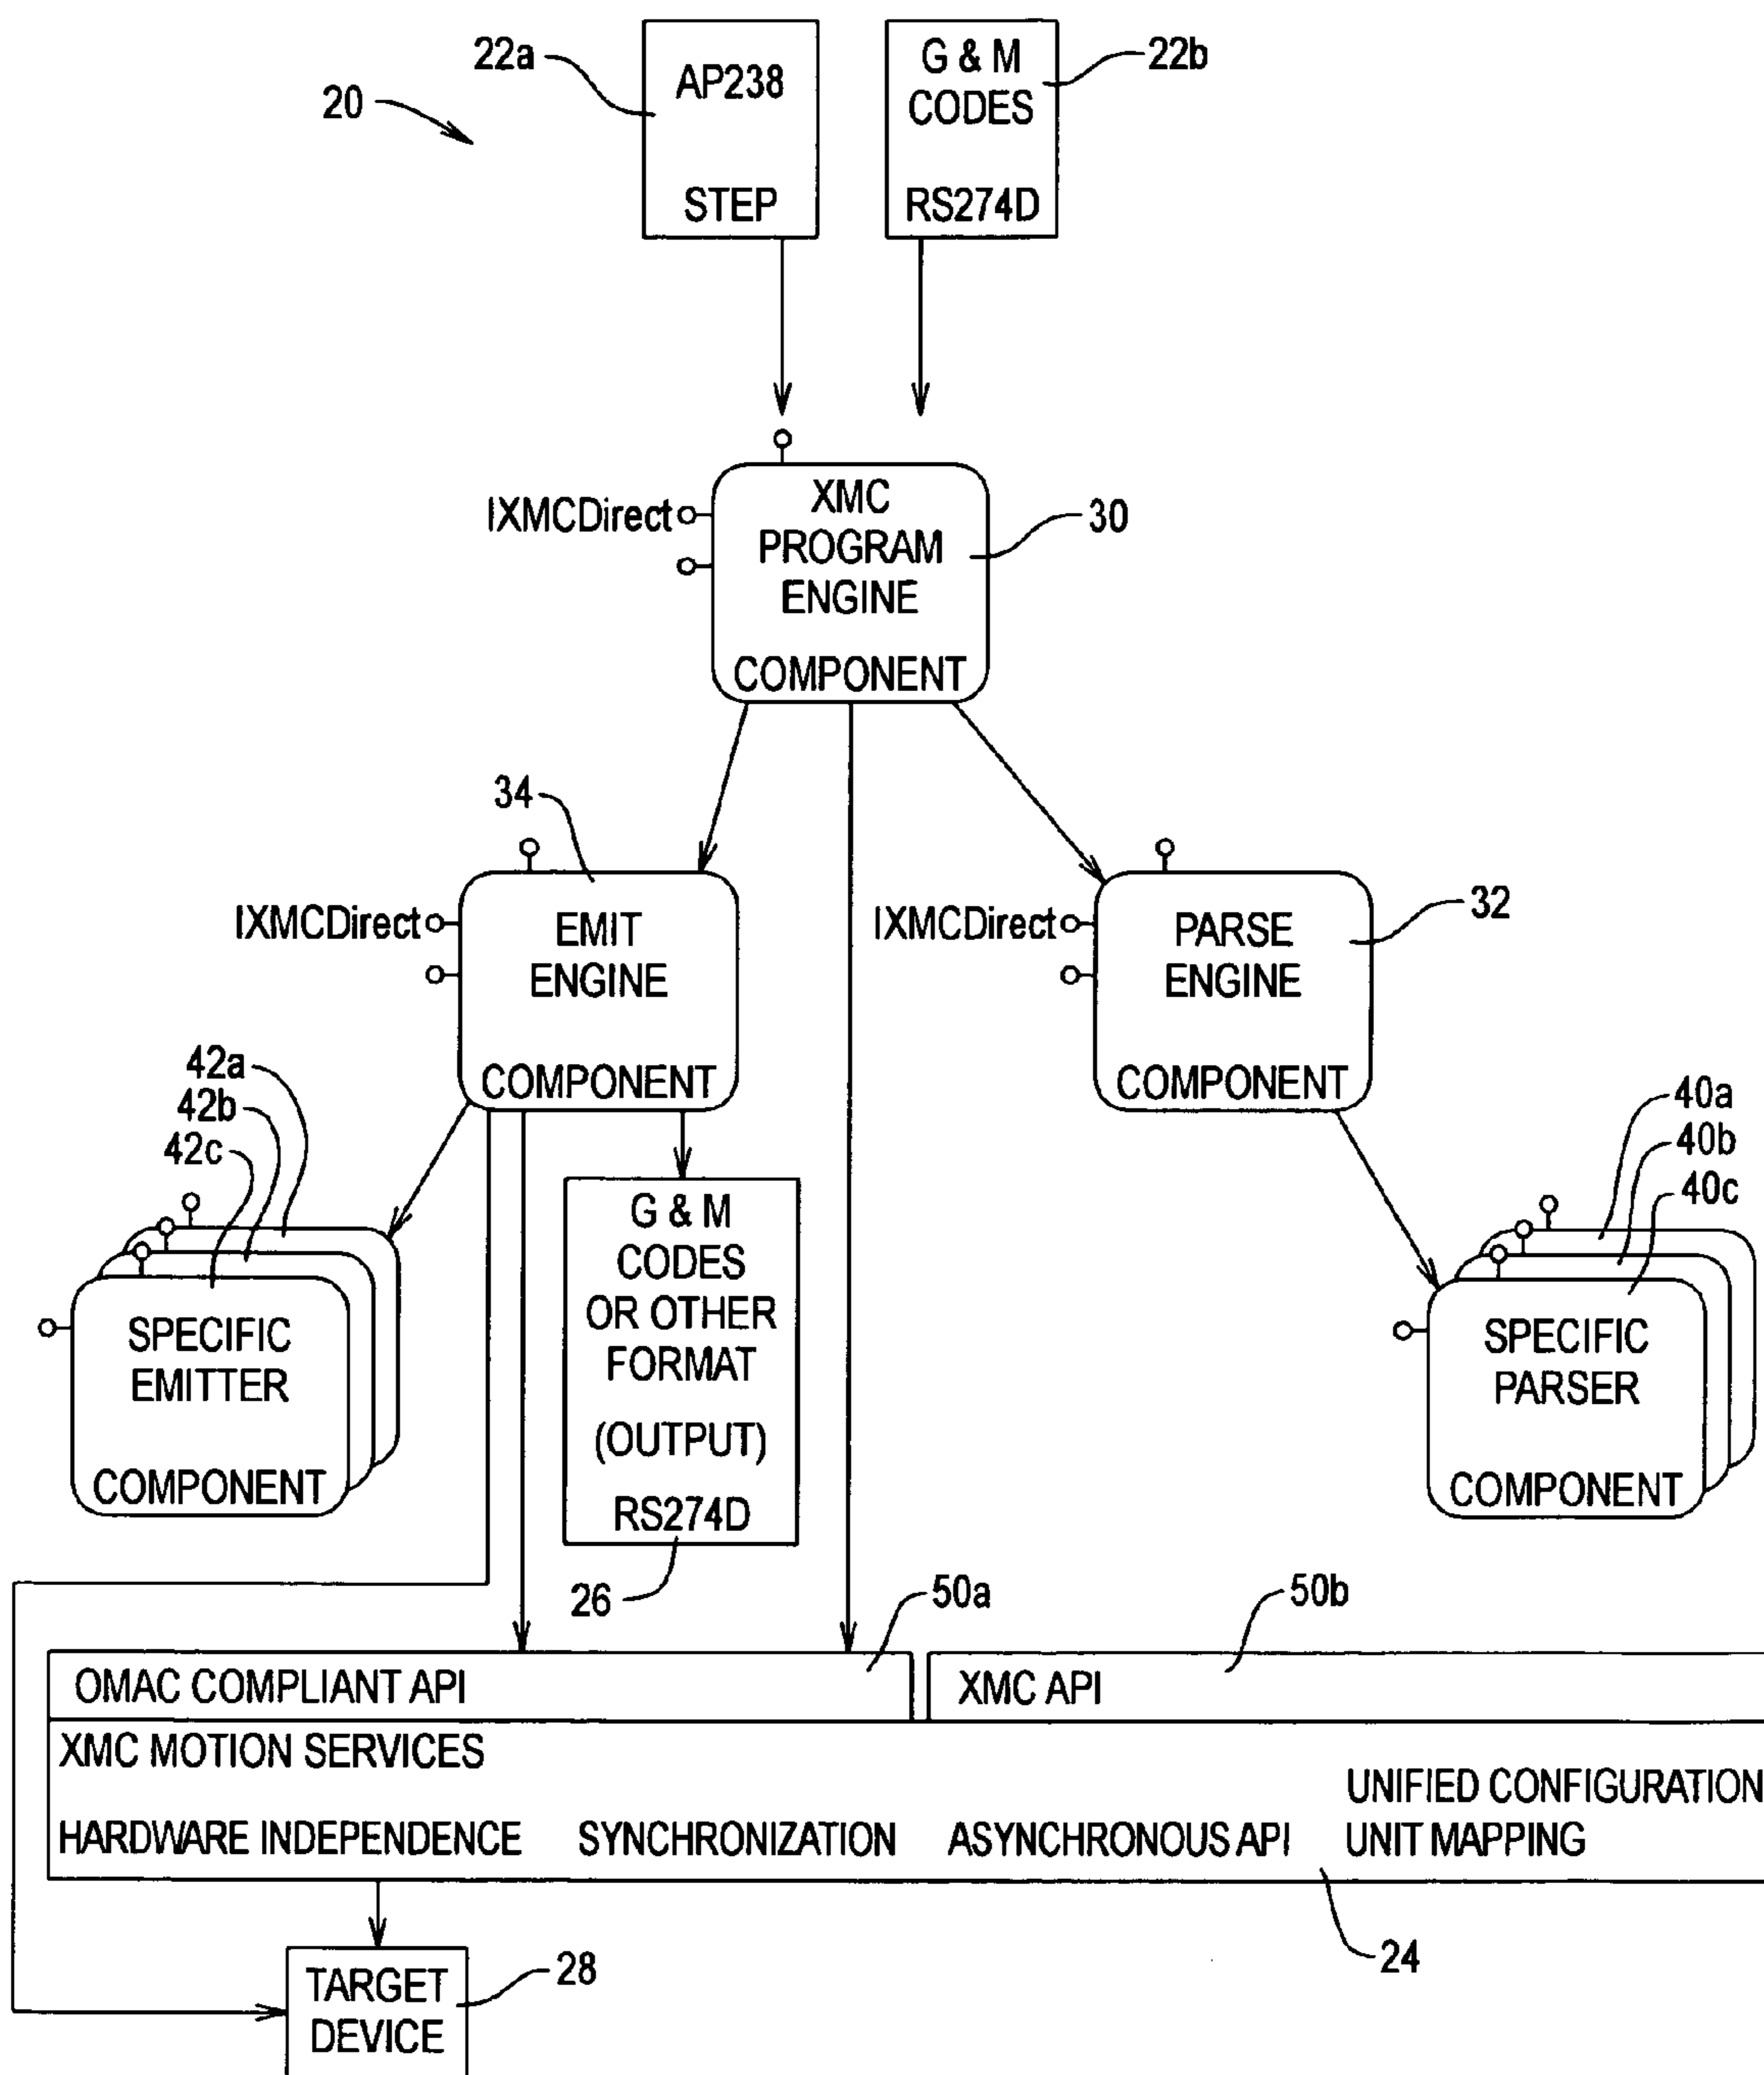 22a
AP238
STEP
G & M
CODES
RS274D
22b
20
IXMCDirect
XMC
PROGRAM
ENGINE
COMPONENT
30
34
IXMCDirect
EMIT
ENGINE
COMPONENT
IXMCDirect
PARSE
ENGINE
COMPONENT
32
42a
42b
42c
SPECIFIC
EMITTER
COMPONENT
G & M
CODES
OR OTHER
FORMAT
(OUTPUT)
RS274D
26
40a
40b
40c
SPECIFIC
PARSER
COMPONENT
50a
50b
OMAC COMPLIANT API
XMC API
XMC MOTION SERVICES
UNIFIED CONFIGURATION
HARDWARE INDEPENDENCE SYNCHRONIZATION ASYNCHRONOUS API UNIT MAPPING
24
TARGET
DEVICE
28